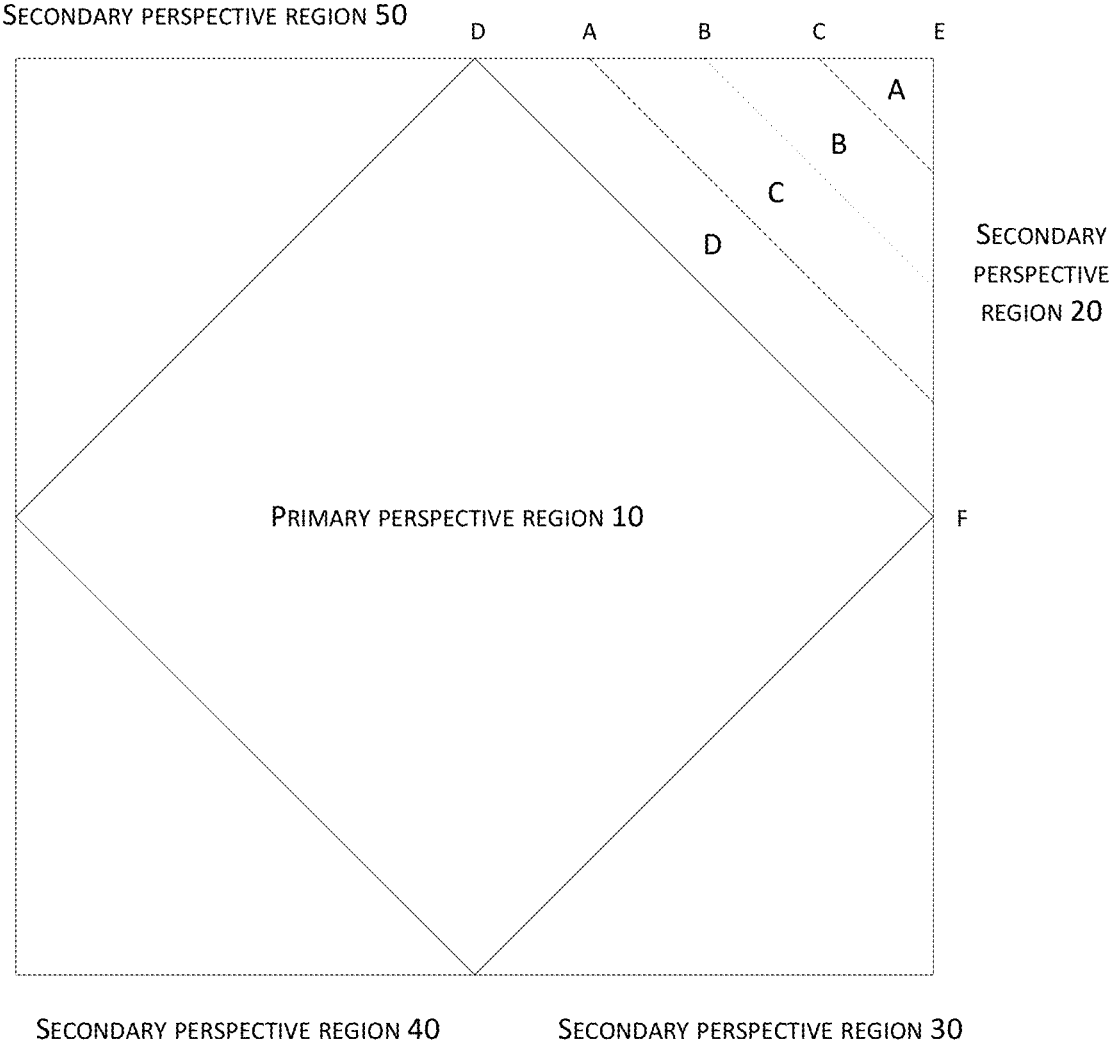 SECONDARY PERSPECTIVE REGION 50
D A B C E
A
B
C
D
SECONDARY
PERSPECTIVE
REGION 20
PRIMARY PERSPECTIVE REGION 10
F
SECONDARY PERSPECTIVE REGION 40
SECONDARY PERSPECTIVE REGION 30